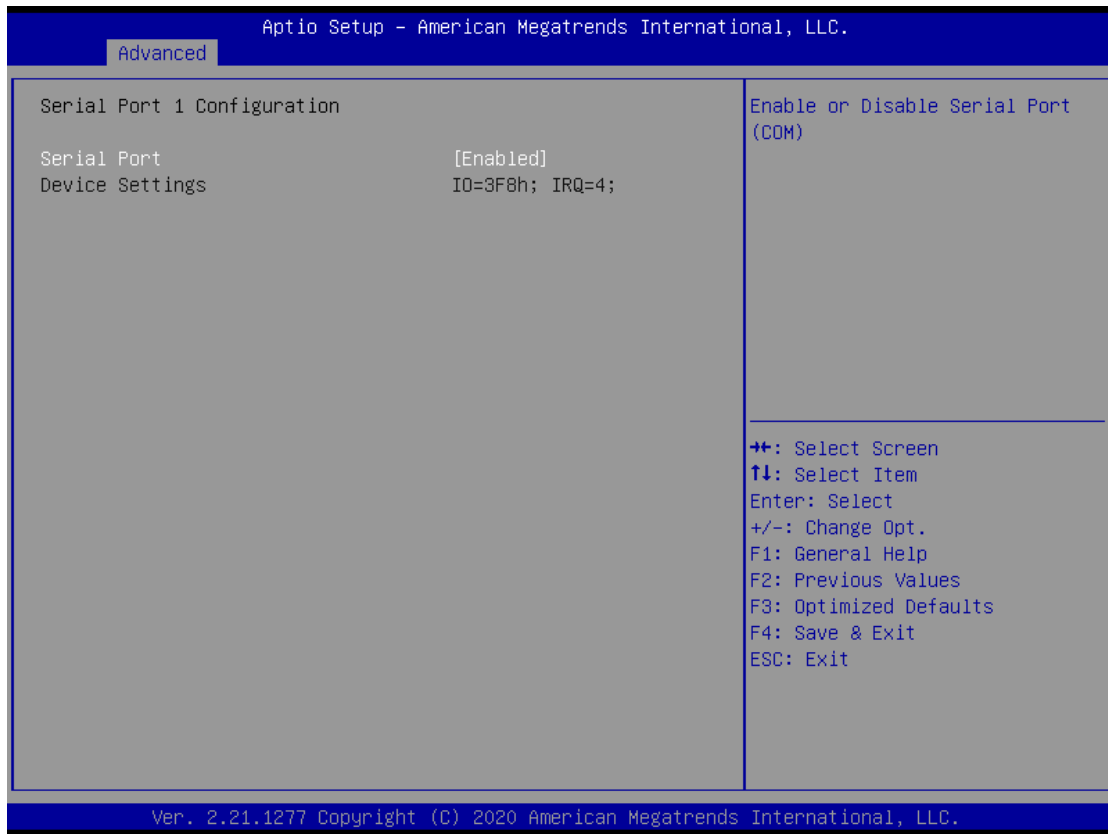 Aptio Setup – American Megatrends International, LLC.
Advanced
Serial Port 1 Configuration
Serial Port [Enabled]
Device Settings IO=3F8h; IRQ=4;
Enable or Disable Serial Port
(COM)
→←: Select Screen
↑↓: Select Item
Enter: Select
+/-: Change Opt.
F1: General Help
F2: Previous Values
F3: Optimized Defaults
F4: Save & Exit
ESC: Exit
Ver. 2.21.1277 Copyright (C) 2020 American Megatrends International, LLC.